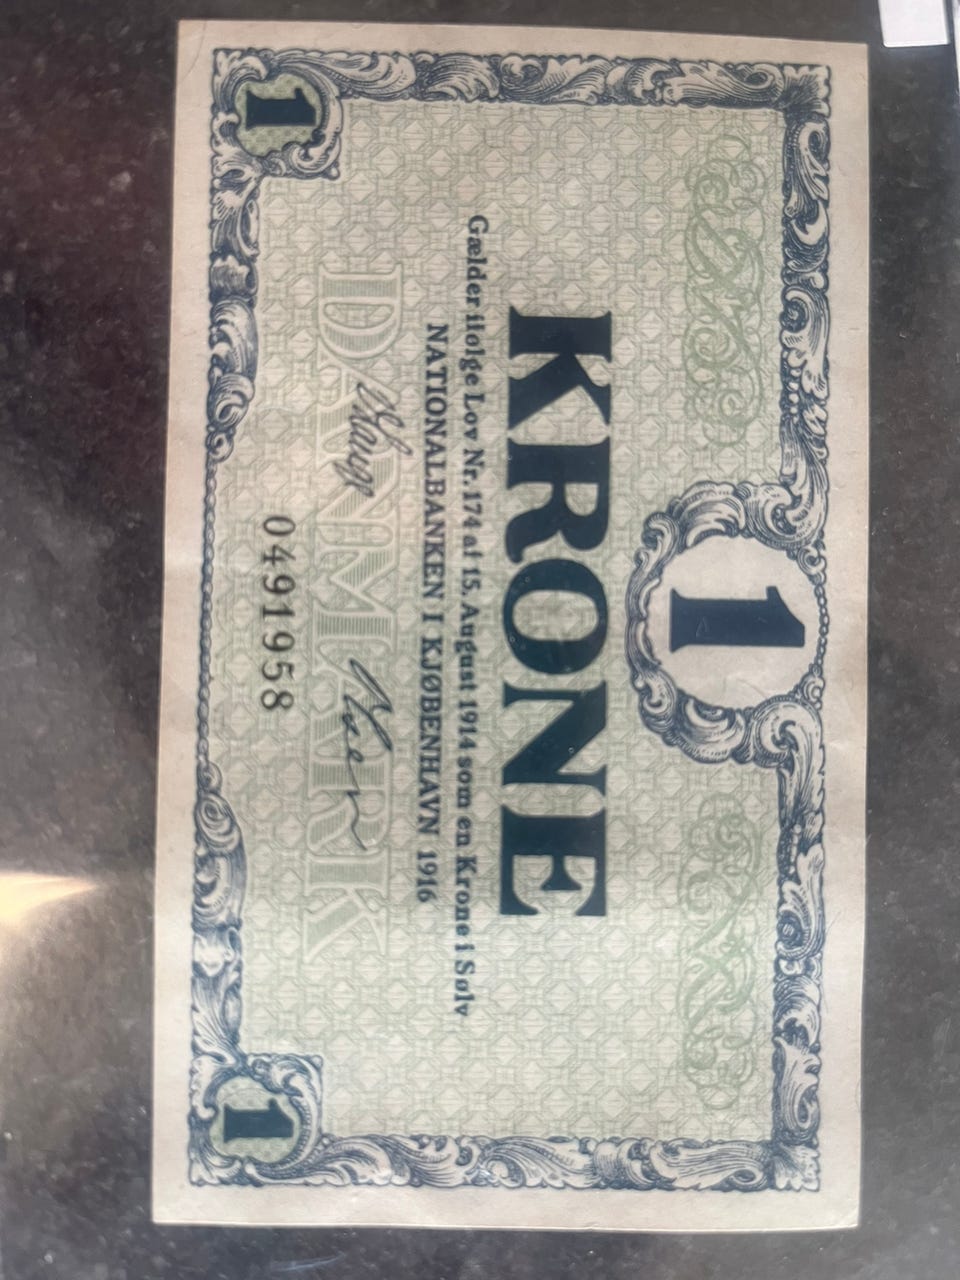 1
KRONE
Gælder ifølge Lov Nr. 174 af 15. August 1914 som en Krone i Sølv
NATIONALBANKEN I KJØBENHAVN 1916
DANMARK
0491958
1
1